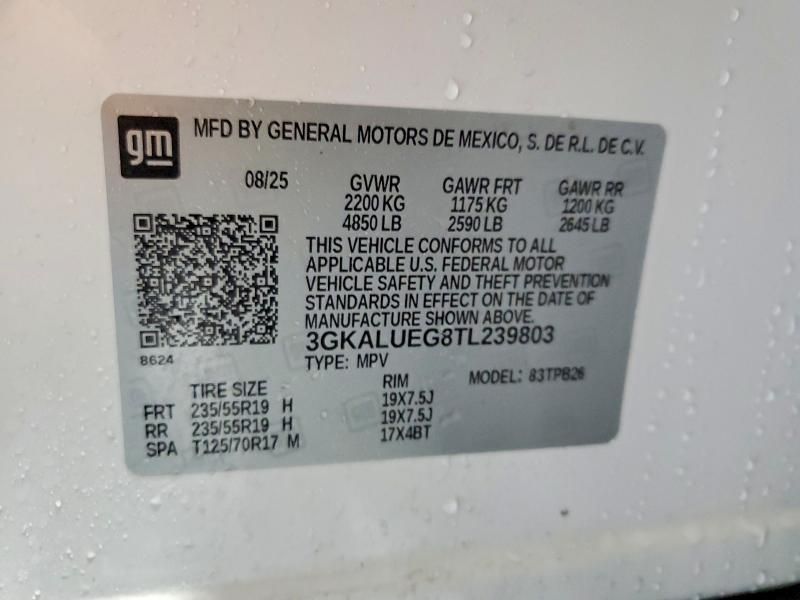 gm MFD BY GENERAL MOTORS DE MEXICO, S. DE R.L. DE C.V.
08/25 GVWR GAWR FRT GAWR RR
2200 KG 1175 KG 1200 KG
4850 LB 2590 LB 2645 LB
THIS VEHICLE CONFORMS TO ALL
APPLICABLE U.S. FEDERAL MOTOR
VEHICLE SAFETY AND THEFT PREVENTION
STANDARDS IN EFFECT ON THE DATE OF
MANUFACTURE SHOWN ABOVE.
3GKALUEG8TL239803
8624
TYPE: MPV MODEL: 83TPB26
TIRE SIZE RIM
FRT 235/55R19 H 19X7.5J
RR 235/55R19 H 19X7.5J
SPA T125/70R17 M 17X4BT